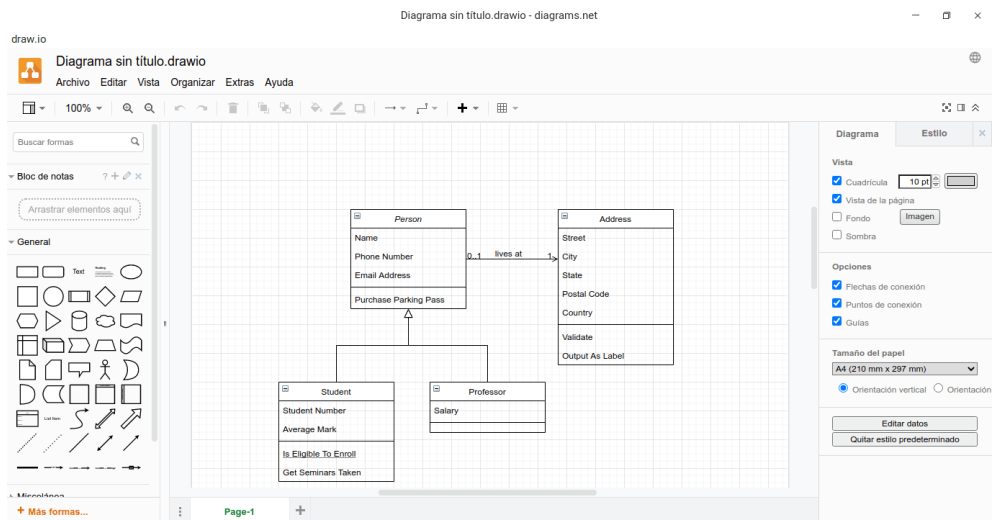 Diagrama sin título.drawio - diagrams.net
draw.io
Diagrama sin título.drawio
Archivo Editar Vista Organizar Extras Ayuda
100%
Buscar formas
Bloc de notas
Arrastrar elementos aquí
General
Text
Heading
List Item
Miscelánea
+ Más formas...
Person
Name
Phone Number
Email Address
Purchase Parking Pass
0..1 lives at 1
Address
Street
City
State
Postal Code
Country
Validate
Output As Label
Student
Student Number
Average Mark
Is Eligible To Enroll
Get Seminars Taken
Professor
Salary
Page-1
Diagrama Estilo
Vista
Cuadrícula 10 pt
Vista de la página
Fondo Imagen
Sombra
Opciones
Flechas de conexión
Puntos de conexión
Guías
Tamaño del papel
A4 (210 mm x 297 mm)
Orientación vertical Orientación
Editar datos
Quitar estilo predeterminado